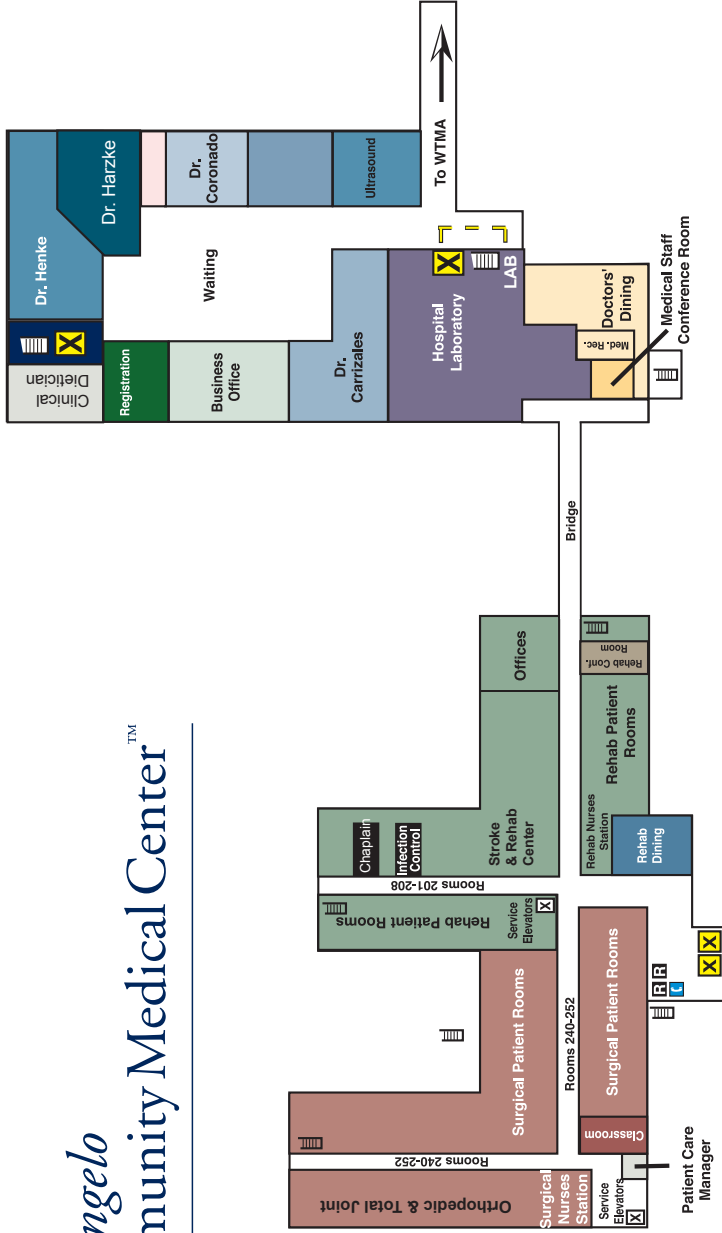 ngelo
munity Medical Center™
Dr. Henke
Dr. Harzke
Dr.
Coronado
Ultrasound
To WTMA
Waiting
Clinical
Dietician
Registration
Business
Office
Dr.
Carrizales
Hospital
Laboratory
X
X
LAB
Doctors'
Dining
Med. Rec.
Medical Staff
Conference Room
Bridge
Offices
Rehab Conf.
Room
Rehab Patient
Rooms
Rehab Nurses
Station
Rehab
Dining
Chaplain
Infection
Control
Stroke
& Rehab
Center
Rooms 201-208
Rehab Patient Rooms
Service
Elevators
X
Surgical Patient Rooms
Rooms 240-252
Surgical Patient Rooms
R R
X X
Classroom
Rooms 240-252
Orthopedic & Total Joint
Surgical
Nurses
Station
Service
Elevators
X
Patient Care
Manager